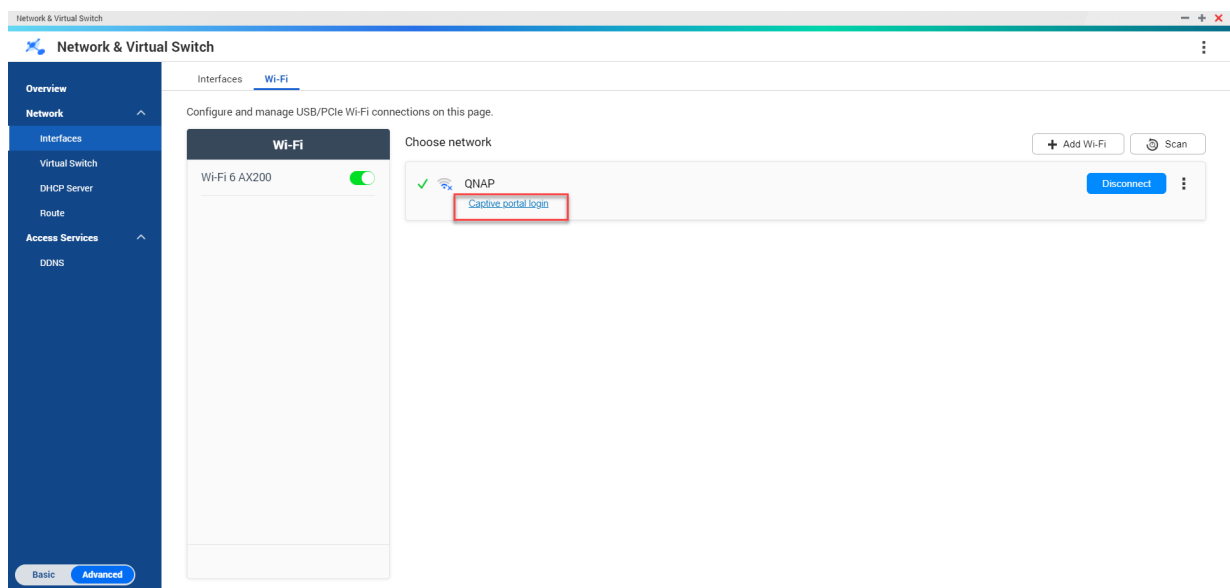 Network & Virtual Switch
Network & Virtual Switch
Overview
Network
Interfaces
Virtual Switch
DHCP Server
Route
Access Services
DDNS
Basic
Advanced
Interfaces
Wi-Fi
Configure and manage USB/PCIe Wi-Fi connections on this page.
Wi-Fi
Wi-Fi 6 AX200
Choose network
+ Add Wi-Fi
Scan
QNAP
Captive portal login
Disconnect